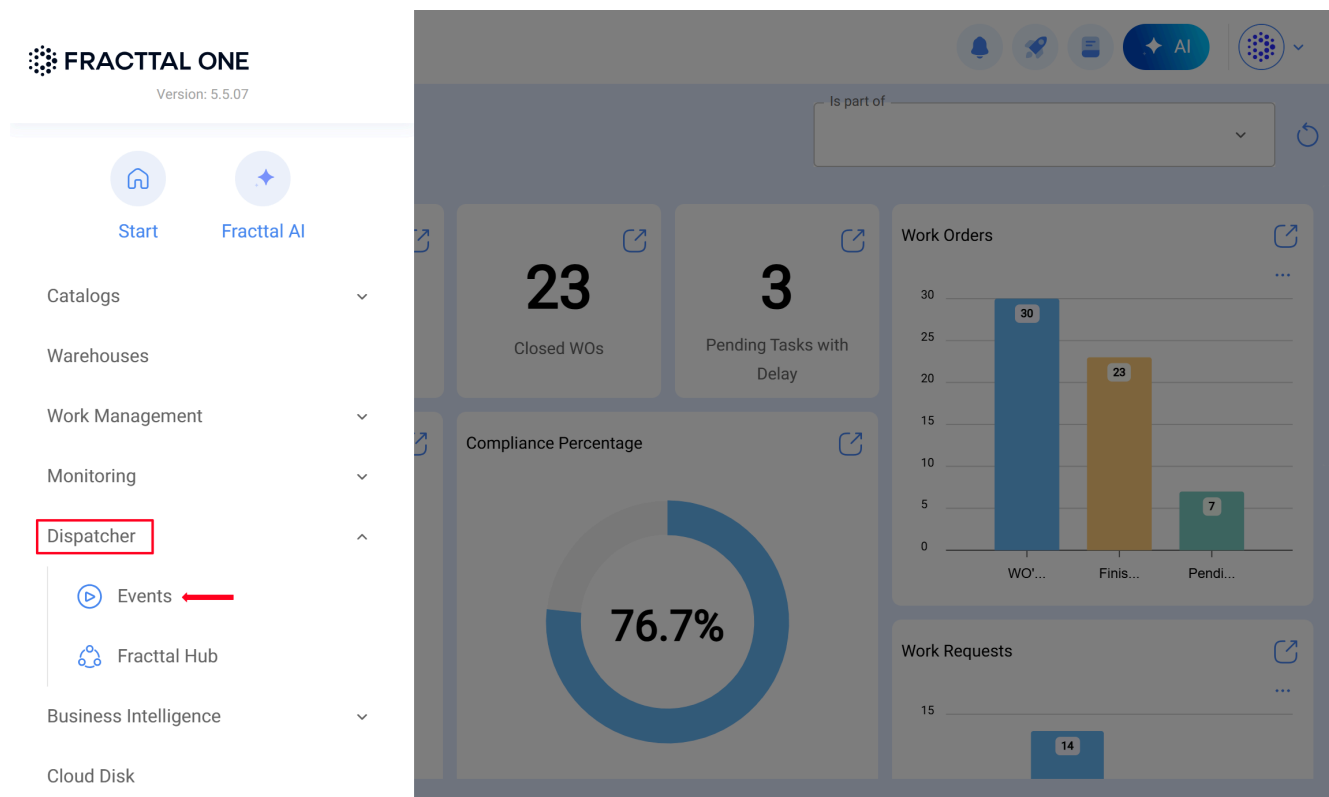 FRACTTAL ONE
Version: 5.5.07
Start
Fracttal AI
Catalogs
Warehouses
Work Management
Monitoring
Dispatcher
Events
Fracttal Hub
Business Intelligence
Cloud Disk
AI
Is part of
23
Closed WOs
3
Pending Tasks with
Delay
Work Orders
...
30
25
20
15
10
5
0
30
23
7
WO'...
Finis...
Pendi...
Compliance Percentage
76.7%
Work Requests
...
15
14